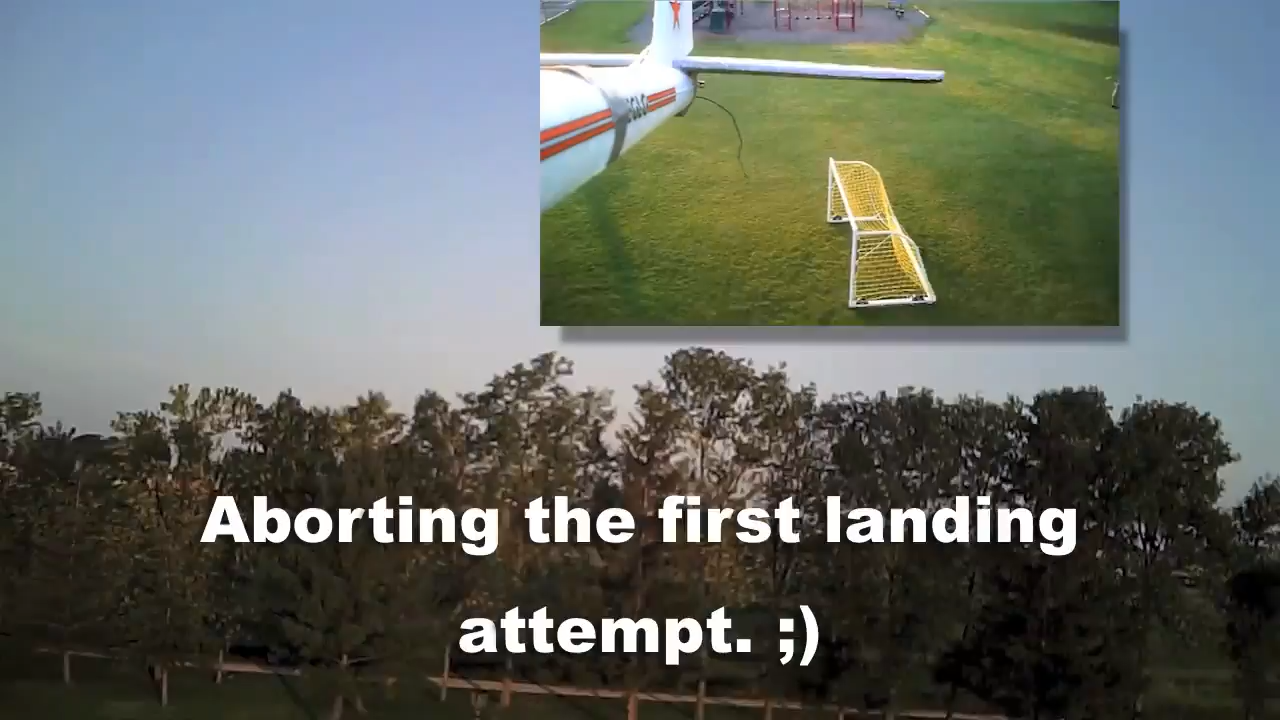 Aborting the first landing
attempt. ;)